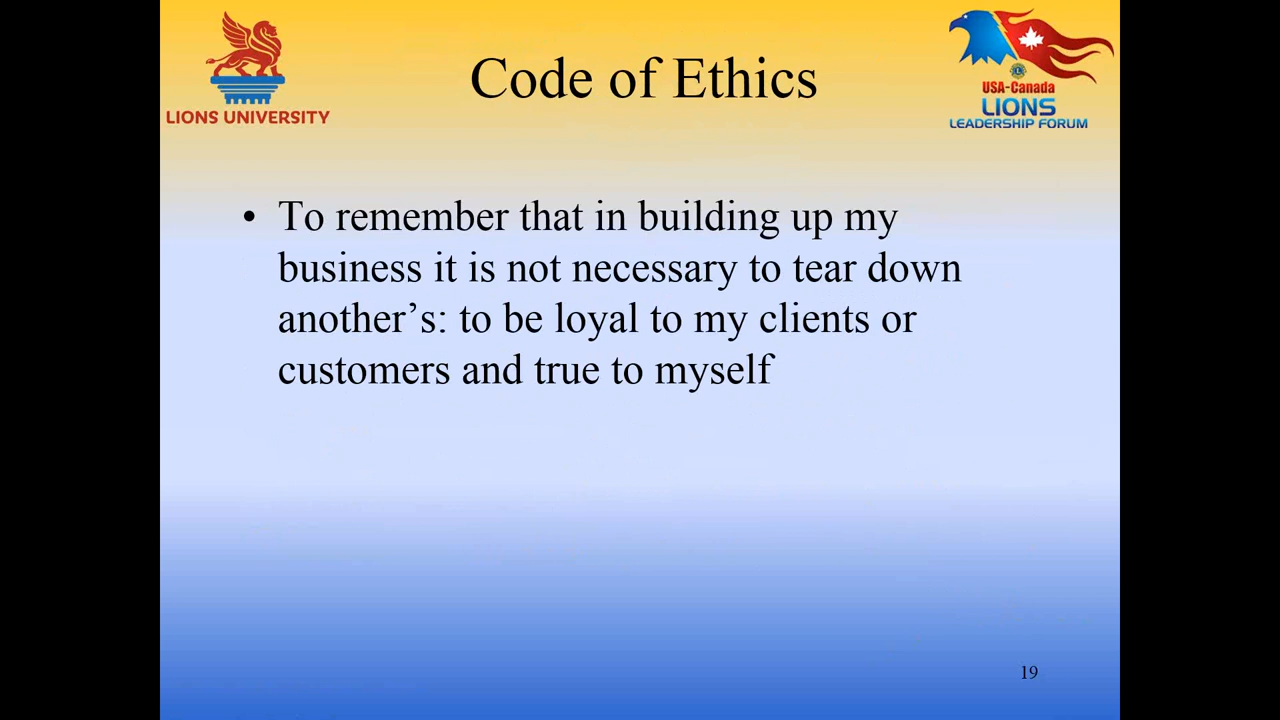 Code of Ethics
LIONS UNIVERSITY
USA-Canada
LIONS
LEADERSHIP FORUM
• To remember that in building up my
business it is not necessary to tear down
another’s: to be loyal to my clients or
customers and true to myself
19